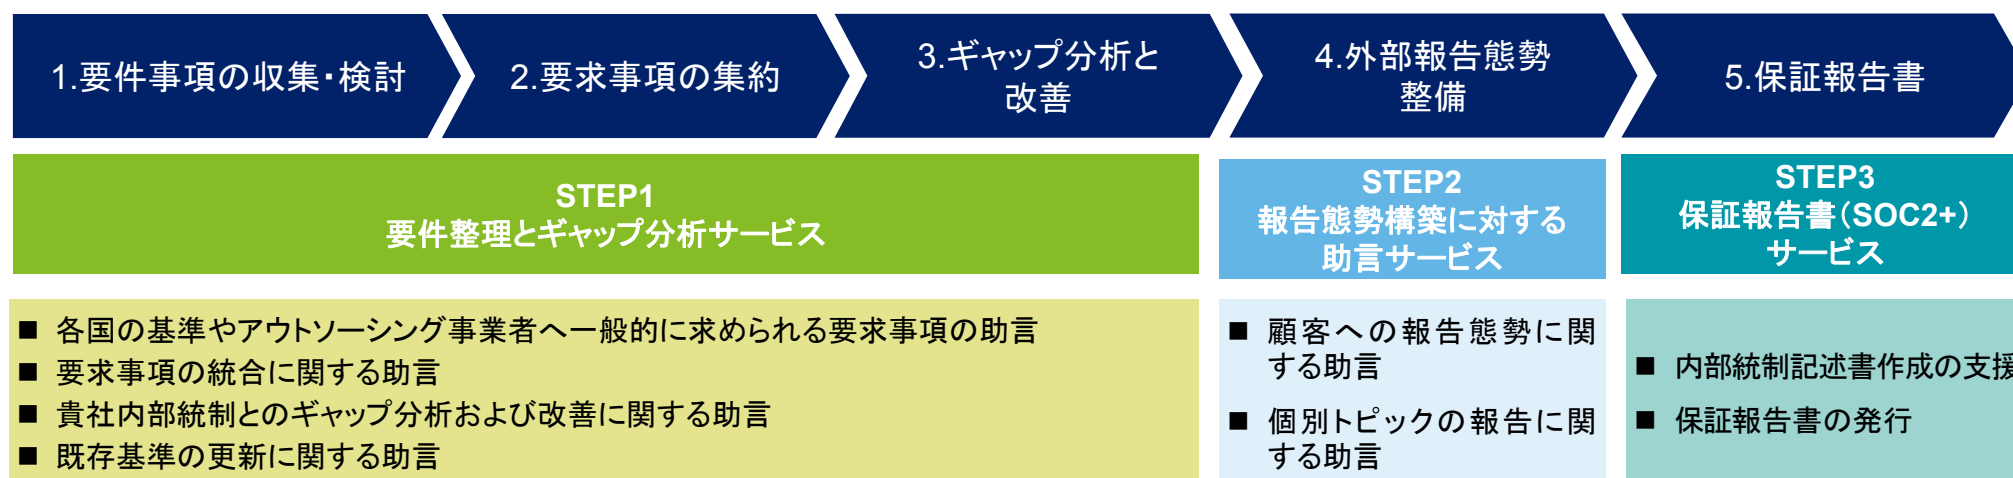 1.要件事項の収集・検討
2.要求事項の集約
3.ギャップ分析と
改善
4.外部報告態勢
整備
5.保証報告書
STEP1
要件整理とギャップ分析サービス
STEP2
報告態勢構築に対する
助言サービス
STEP3
保証報告書（SOC2+）
サービス
■ 各国の基準やアウトソーシング事業者へ一般的に求められる要求事項の助言
■ 要求事項の統合に関する助言
■ 貴社内部統制とのギャップ分析および改善に関する助言
■ 既存基準の更新に関する助言
■ 顧客への報告態勢に関
する助言
■ 個別トピックの報告に関
する助言
■ 内部統制記述書作成の支援
■ 保証報告書の発行